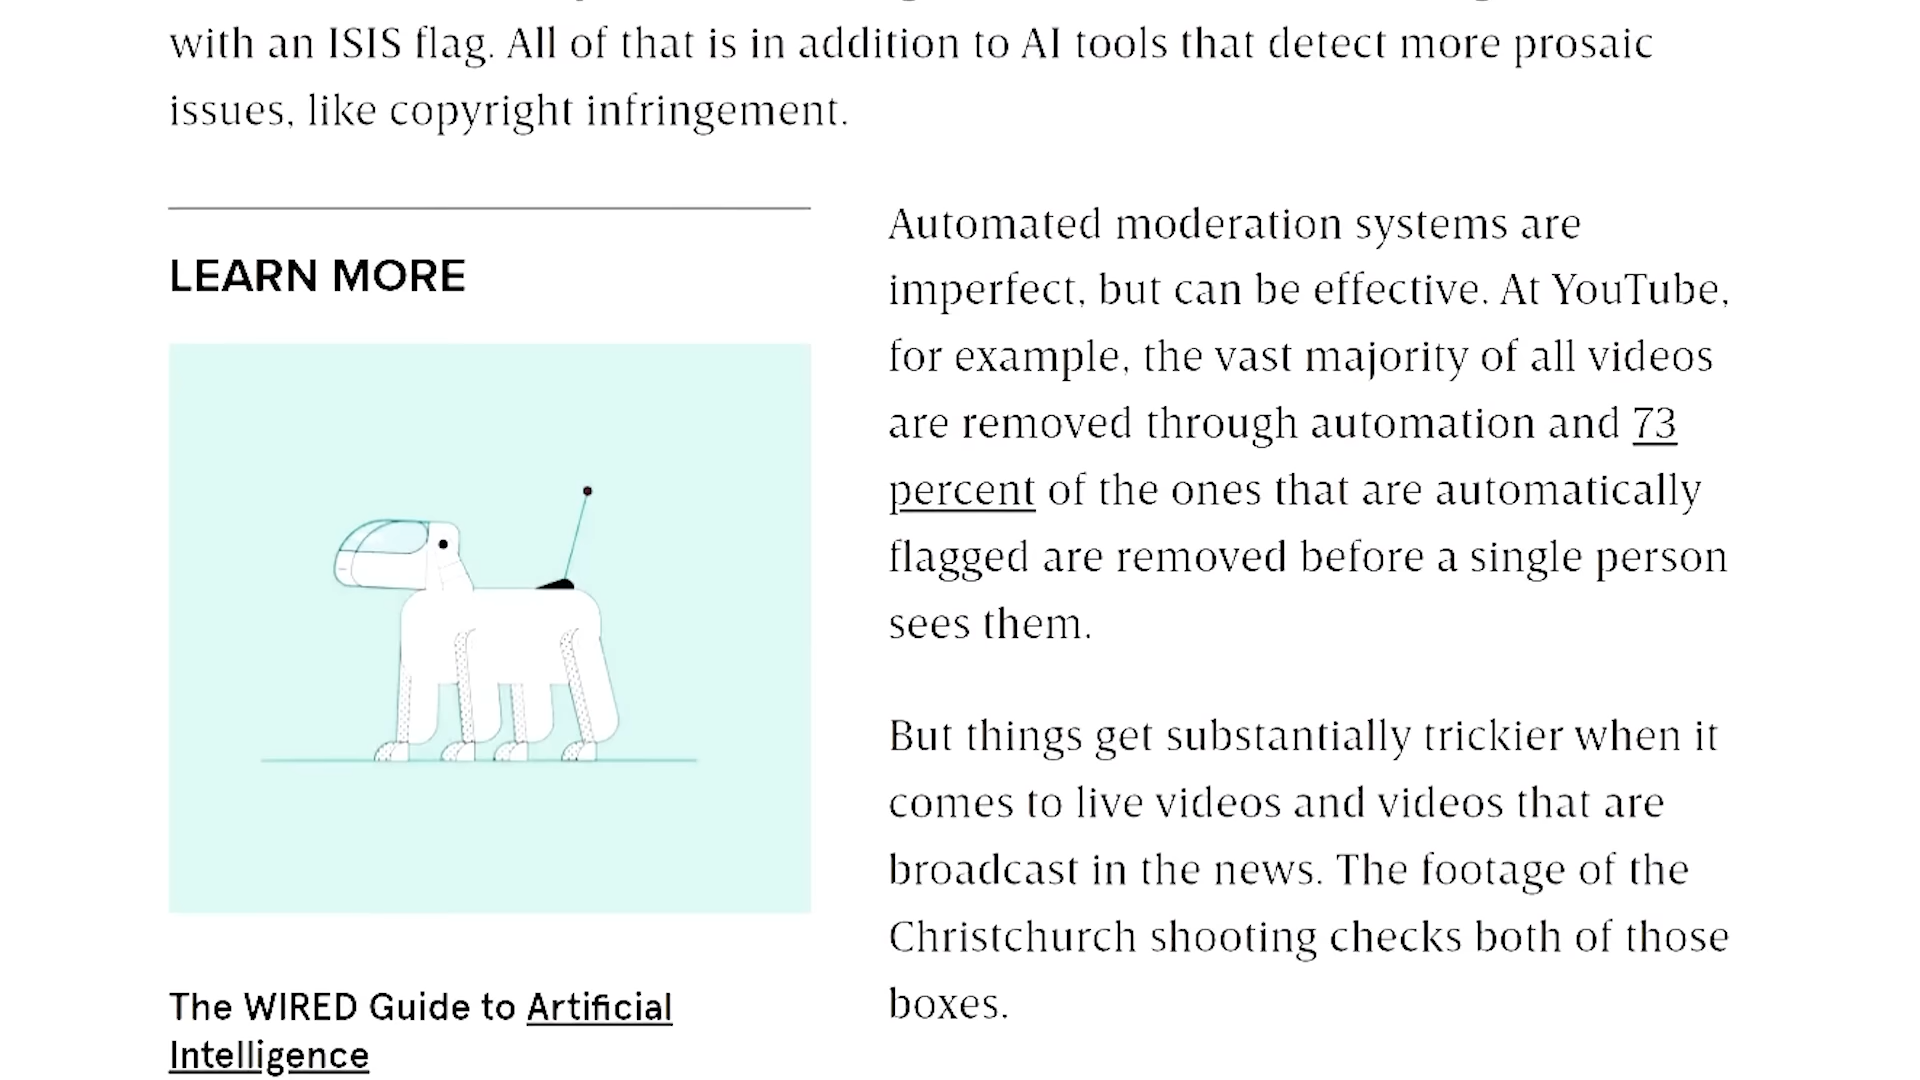 with an ISIS flag. All of that is in addition to AI tools that detect more prosaic
issues, like copyright infringement.
LEARN MORE
The WIRED Guide to Artificial
Intelligence
Automated moderation systems are
imperfect, but can be effective. At YouTube,
for example, the vast majority of all videos
are removed through automation and 73
percent of the ones that are automatically
flagged are removed before a single person
sees them.
But things get substantially trickier when it
comes to live videos and videos that are
broadcast in the news. The footage of the
Christchurch shooting checks both of those
boxes.